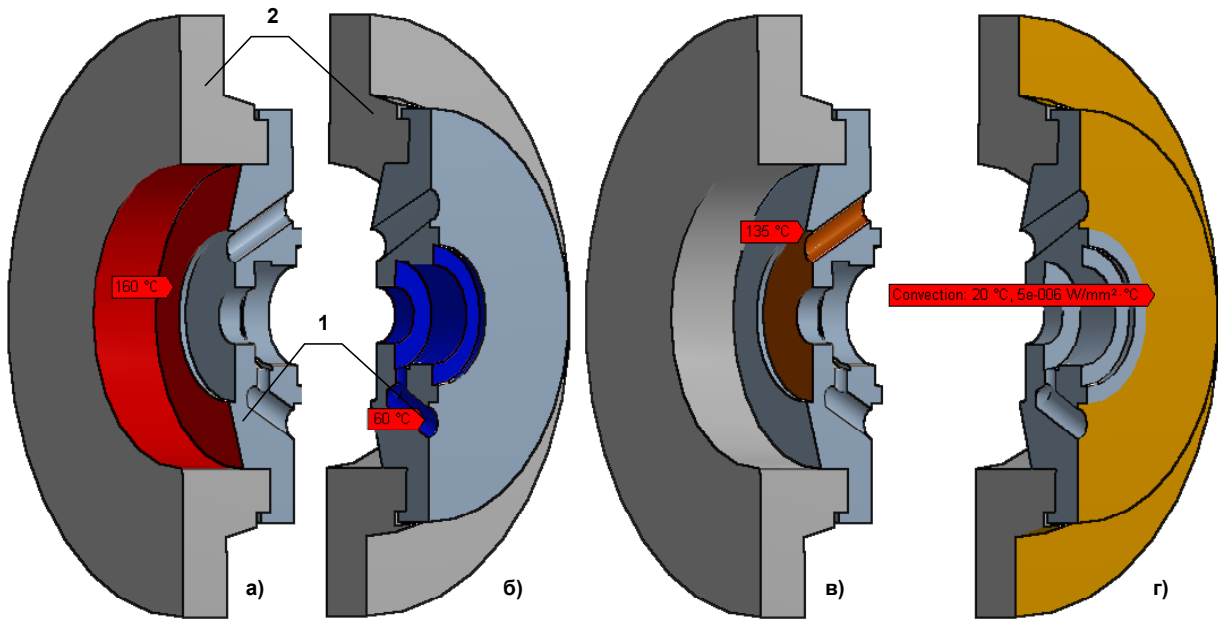 2
135 °C
160 °C
Convection: 20 °C, 5e-006 W/mm²·°C
1
60 °C
а)
б)
в)
г)